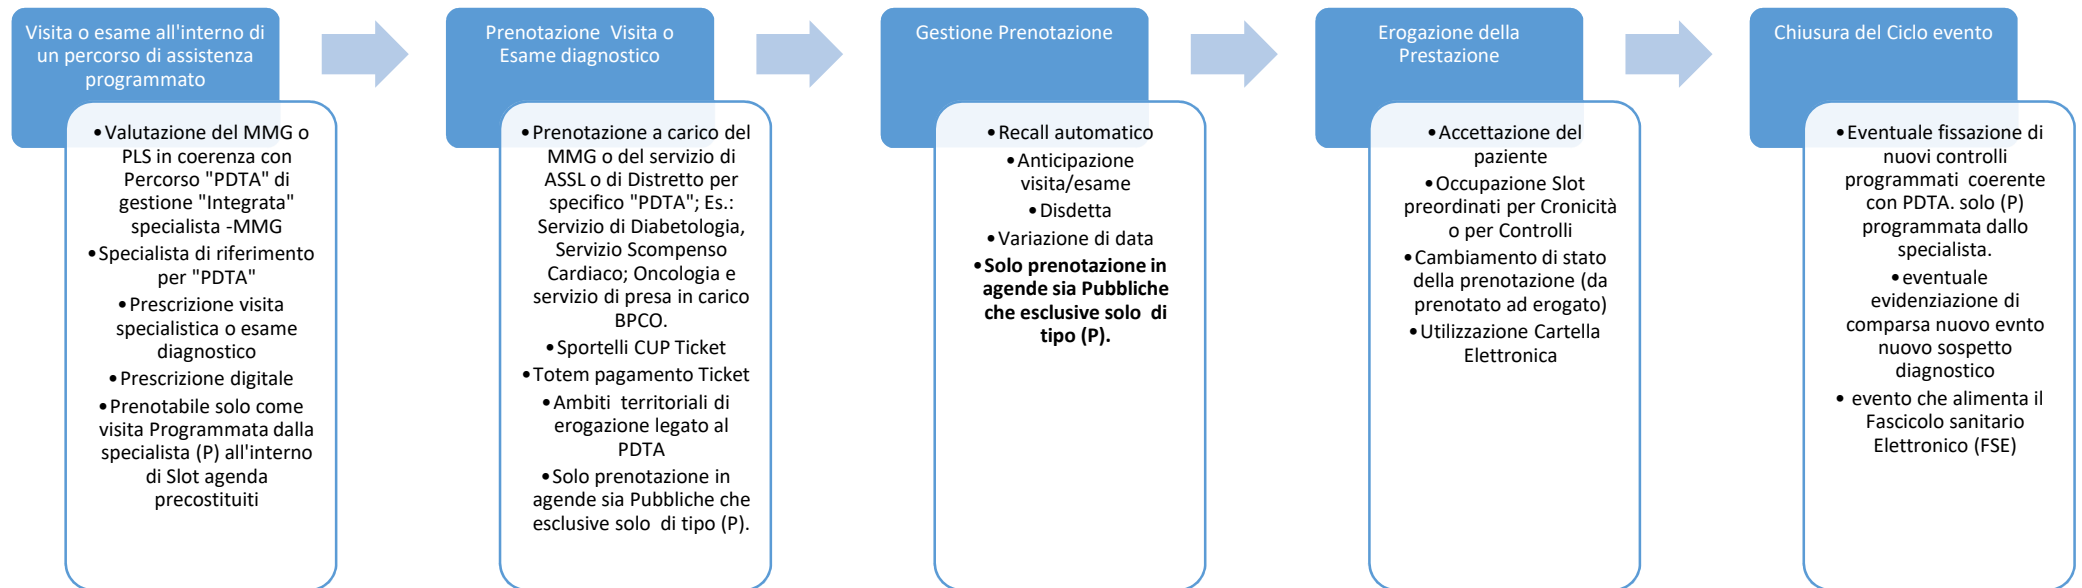 Visita o esame all'interno di
un percorso di assistenza
programmato
•Valutazione del MMG o
PLS in coerenza con
Percorso "PDTA" di
gestione "Integrata"
specialista -MMG
•Specialista di riferimento
per "PDTA"
•Prescrizione visita
specialistica o esame
diagnostico
•Prescrizione digitale
•Prenotabile solo come
visita Programmata dalla
specialista (P) all'interno
di Slot agenda
precostituiti
Prenotazione Visita o
Esame diagnostico
•Prenotazione a carico del
MMG o del servizio di
ASSL o di Distretto per
specifico "PDTA"; Es.:
Servizio di Diabetologia,
Servizio Scompenso
Cardiaco; Oncologia e
servizio di presa in carico
BPCO.
•Sportelli CUP Ticket
•Totem pagamento Ticket
•Ambiti territoriali di
erogazione legato al
PDTA
•Solo prenotazione in
agende sia Pubbliche che
esclusive solo di tipo (P).
Gestione Prenotazione
•Recall automatico
•Anticipazione
visita/esame
•Disdetta
•Variazione di data
•Solo prenotazione in
agende sia Pubbliche
che esclusive solo di
tipo (P).
Erogazione della
Prestazione
•Accettazione del
paziente
•Occupazione Slot
preordinati per Cronicità
o per Controlli
•Cambiamento di stato
della prenotazione (da
prenotato ad erogato)
•Utilizzazione Cartella
Elettronica
Chiusura del Ciclo evento
•Eventuale fissazione di
nuovi controlli
programmati coerente
con PDTA. solo (P)
programmata dallo
specialista.
•eventuale
evidenziazione di
comparsa nuovo evnto
nuovo sospetto
diagnostico
• evento che alimenta il
Fascicolo sanitario
Elettronico (FSE)